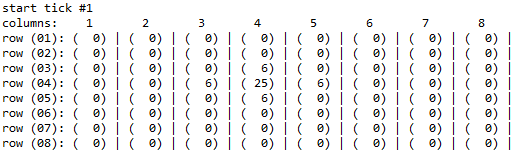 start tick #1
columns:    1       2       3       4       5       6       7       8
row (01): (  0) | (  0) | (  0) | (  0) | (  0) | (  0) | (  0) | (  0) |
row (02): (  0) | (  0) | (  0) | (  0) | (  0) | (  0) | (  0) | (  0) |
row (03): (  0) | (  0) | (  0) | (  6) | (  0) | (  0) | (  0) | (  0) |
row (04): (  0) | (  0) | (  6) | ( 25) | (  6) | (  0) | (  0) | (  0) |
row (05): (  0) | (  0) | (  0) | (  6) | (  0) | (  0) | (  0) | (  0) |
row (06): (  0) | (  0) | (  0) | (  0) | (  0) | (  0) | (  0) | (  0) |
row (07): (  0) | (  0) | (  0) | (  0) | (  0) | (  0) | (  0) | (  0) |
row (08): (  0) | (  0) | (  0) | (  0) | (  0) | (  0) | (  0) | (  0) |